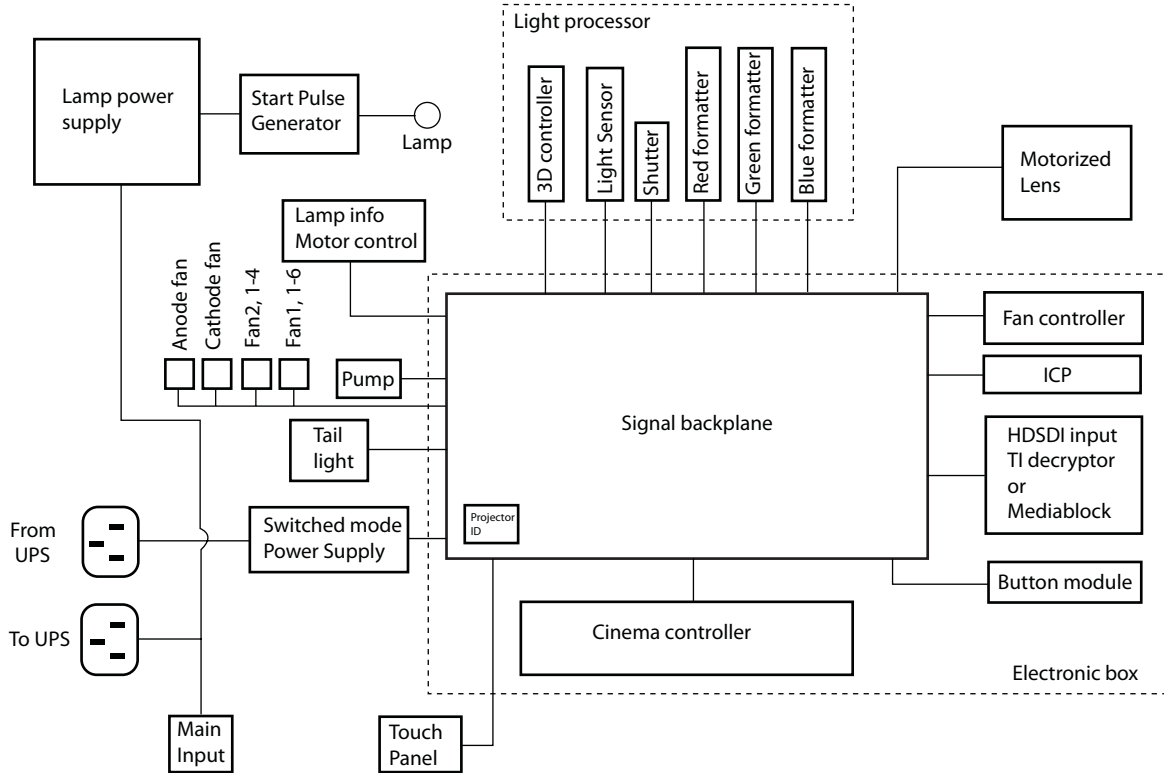 Light processor
Lamp power
supply
Start Pulse
Generator
Lamp
3D controller
Light Sensor
Shutter
Red formatter
Green formatter
Blue formatter
Motorized
Lens
Lamp info
Motor control
Anode fan
Cathode fan
Fan2, 1-4
Fan1, 1-6
Fan controller
Pump
ICP
Signal backplane
Tail
light
HDSDI input
TI decryptor
or
Mediablock
From
UPS
Switched mode
Power Supply
Projector
ID
Button module
To UPS
Cinema controller
Electronic box
Main
Input
Touch
Panel